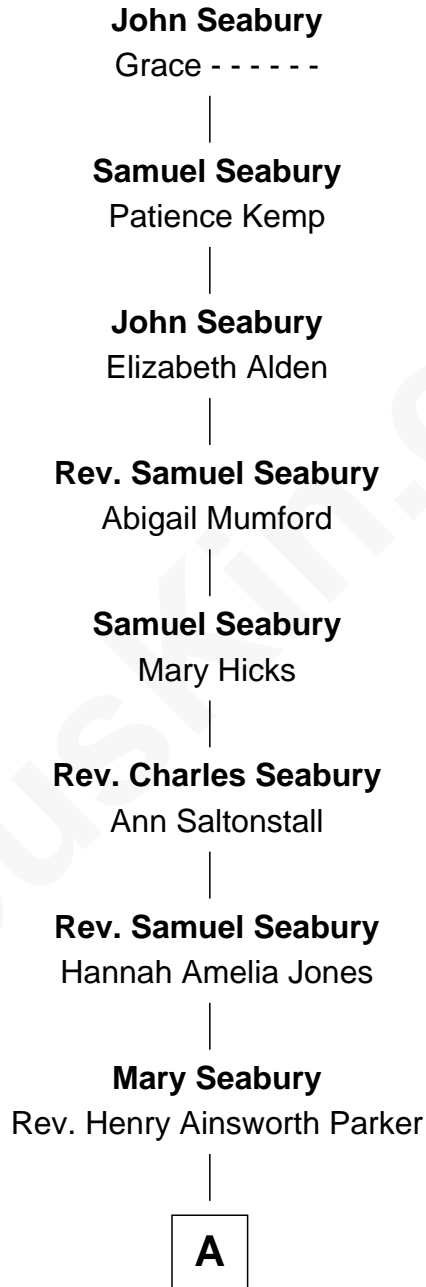 John Seabury
Grace - - - - - -
Samuel Seabury
Patience Kemp
John Seabury
Elizabeth Alden
Rev. Samuel Seabury
Abigail Mumford
Samuel Seabury
Mary Hicks
Rev. Charles Seabury
Ann Saltonstall
Rev. Samuel Seabury
Hannah Amelia Jones
Mary Seabury
Rev. Henry Ainsworth Parker
A